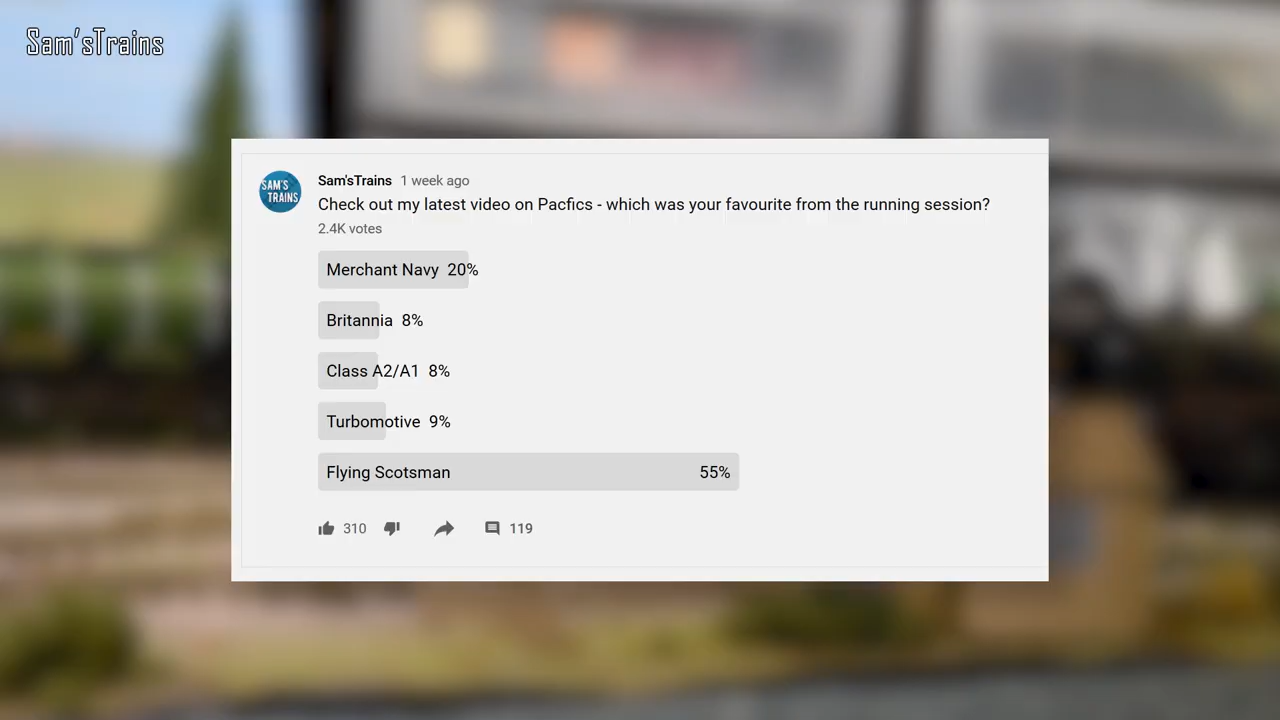 Sam'sTrains
SAM'S
TRAINS
Sam'sTrains 1 week ago
Check out my latest video on Pacfics - which was your favourite from the running session?
2.4K votes
Merchant Navy 20%
Britannia 8%
Class A2/A1 8%
Turbomotive 9%
Flying Scotsman 55%
310 119